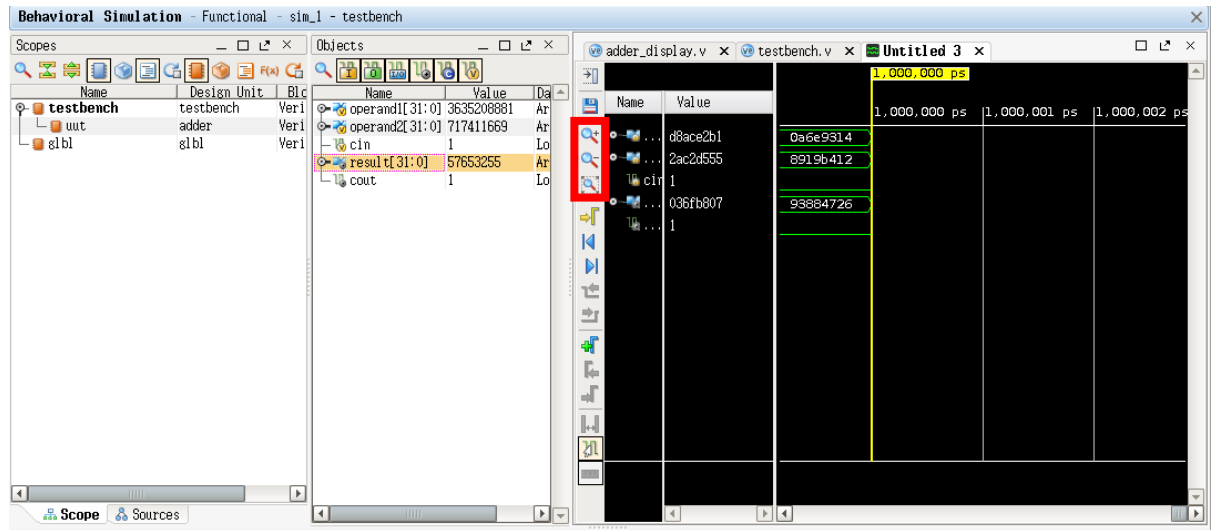 Behavioral Simulation - Functional - sim_1 - testbench
Scopes
Name Design Unit Blc
testbench testbench Veri
uut adder Veri
glbl glbl Veri
Scope Sources
Objects
Name Value Da
operand1[31:0] 3635208881 Ar
operand2[31:0] 717411669 Ar
cin 1 Lo
result[31:0] 57653255 Ar
cout 1 Lo
adder_display.v testbench.v Untitled 3
1,000,000 ps
Name Value
1,000,000 ps 1,000,001 ps 1,000,002 ps
... d8ace2b1 0a6e9314
... 2ac2d555 8919b412
cin 1
... 036fb807 93884726
... 1